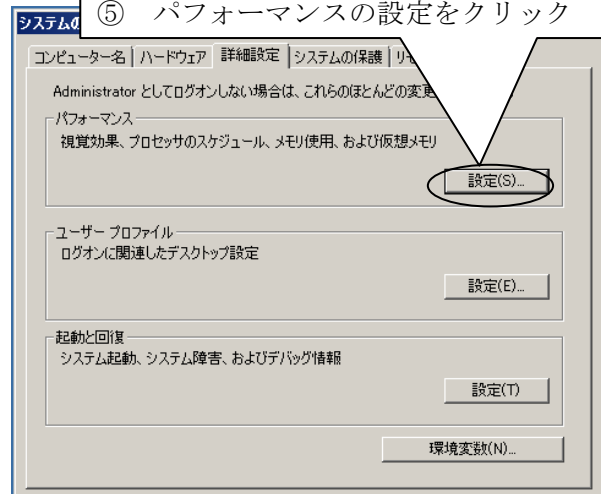 ⑤ パフォーマンスの設定をクリック
システムの
コンピューター名 ハードウェア 詳細設定 システムの保護 リモ
Administrator としてログオンしない場合は、これらのほとんどの変更
パフォーマンス
視覚効果、プロセッサのスケジュール、メモリ使用、および仮想メモリ
設定(S)...
ユーザー プロファイル
ログオンに関連したデスクトップ設定
設定(E)...
起動と回復
システム起動、システム障害、およびデバッグ情報
設定(T)
環境変数(N)...